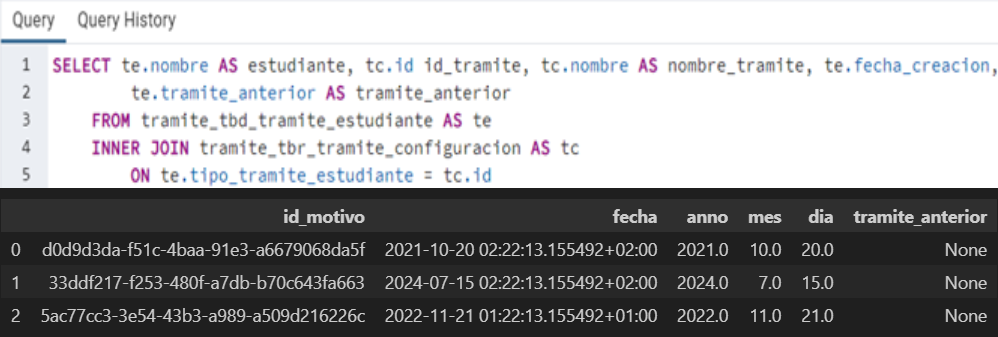 Query Query History
1 SELECT te.nombre AS estudiante, tc.id id_tramite, tc.nombre AS nombre_tramite, te.fecha_creacion,
2 te.tramite_anterior AS tramite_anterior
3 FROM tramite_tbd_tramite_estudiante AS te
4 INNER JOIN tramite_tbr_tramite_configuracion AS tc
5 ON te.tipo_tramite_estudiante = tc.id
id_motivo fecha anno mes dia tramite_anterior
0 d0d9d3da-f51c-4baa-91e3-a6679068da5f 2021-10-20 02:22:13.155492+02:00 2021.0 10.0 20.0 None
1 33ddf217-f253-480f-a7db-b70c643fa663 2024-07-15 02:22:13.155492+02:00 2024.0 7.0 15.0 None
2 5ac77cc3-3e54-43b3-a989-a509d216226c 2022-11-21 01:22:13.155492+01:00 2022.0 11.0 21.0 None